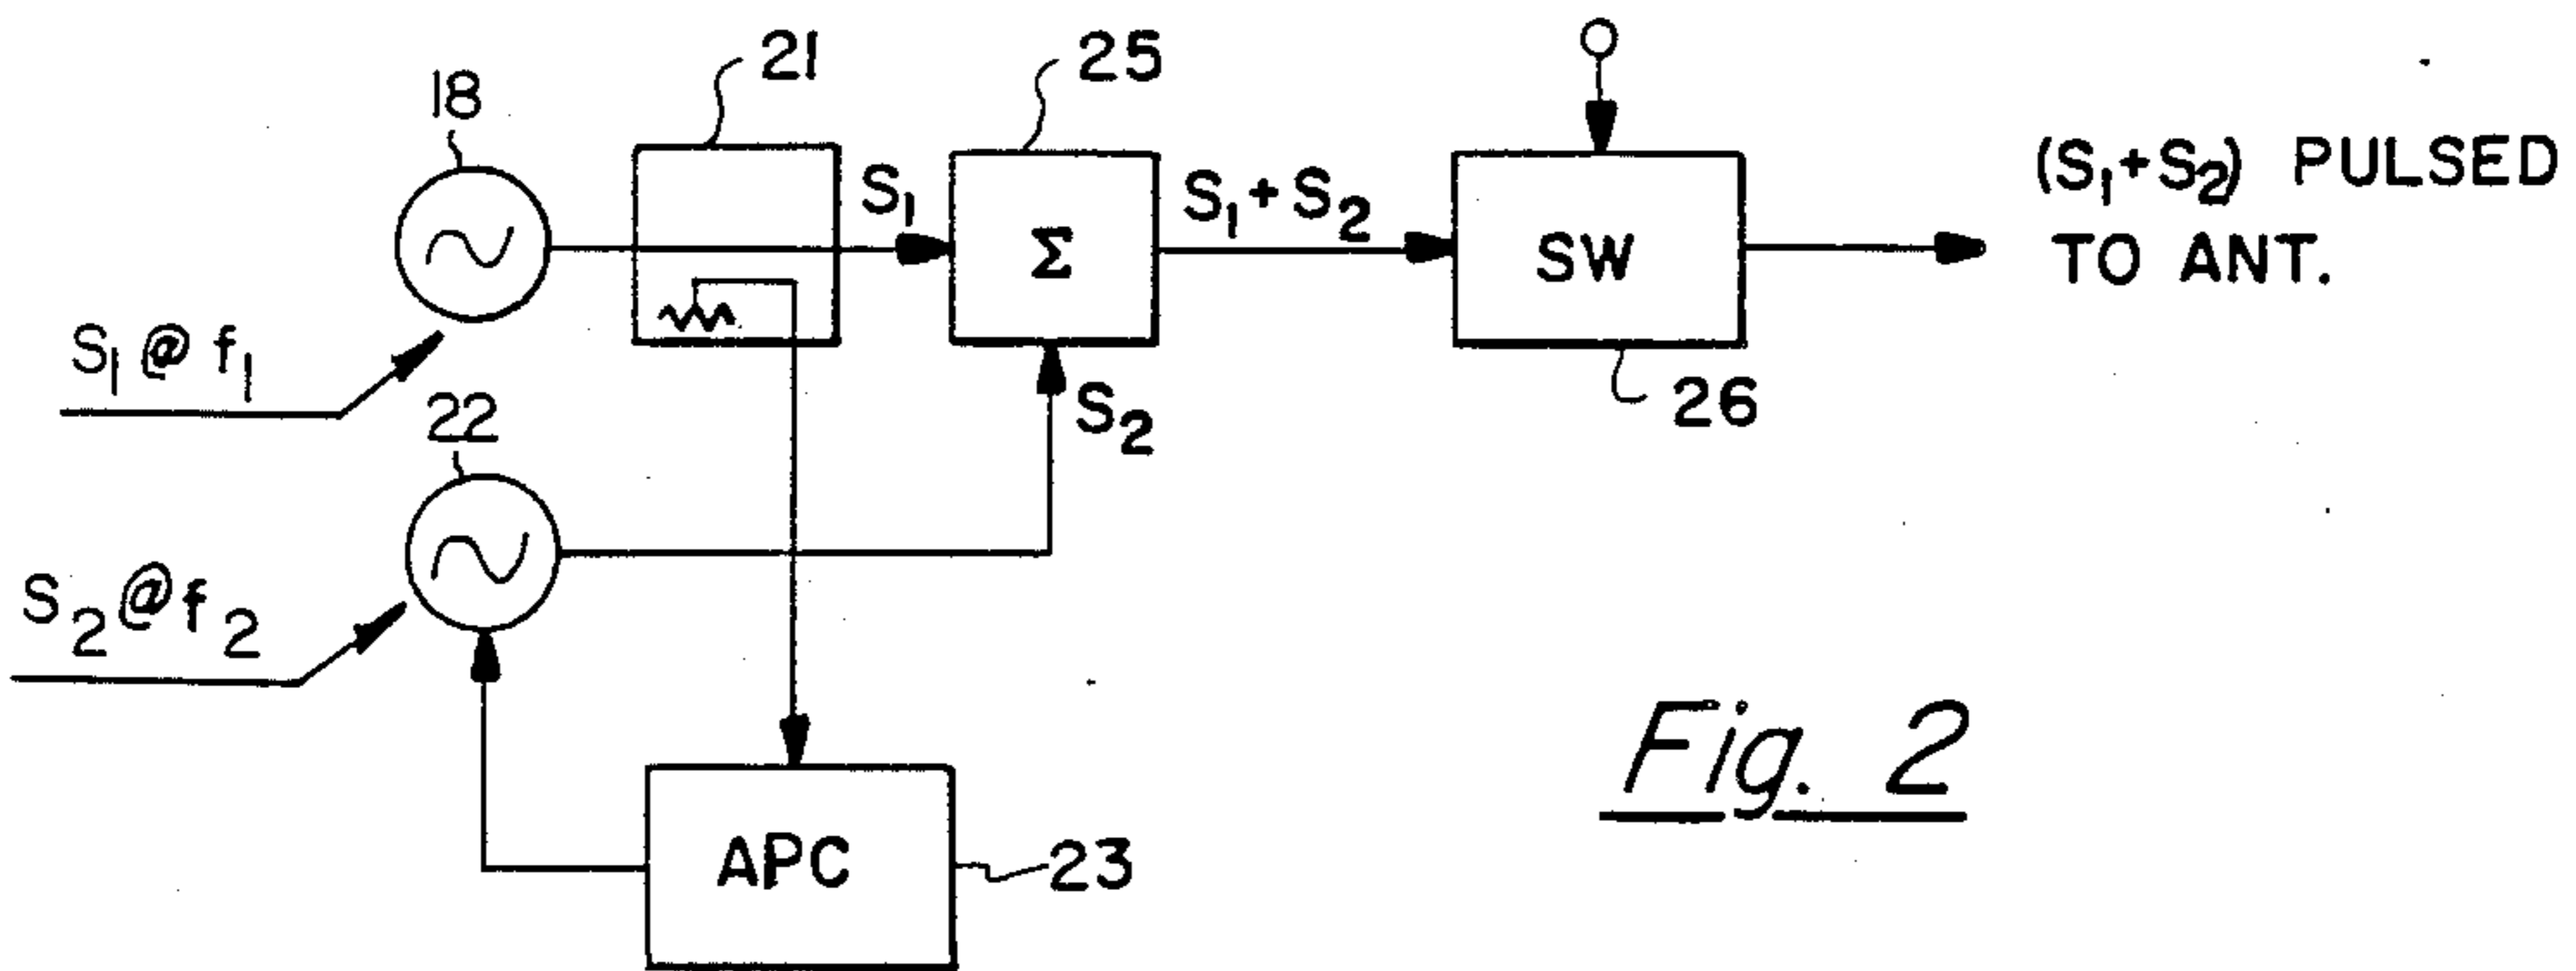 18
21
25
S₁
S₁+S₂
Σ
SW
(S₁+S₂) PULSED
TO ANT.
S₁@f₁
22
S₂
26
S₂@f₂
APC
23
Fig. 2